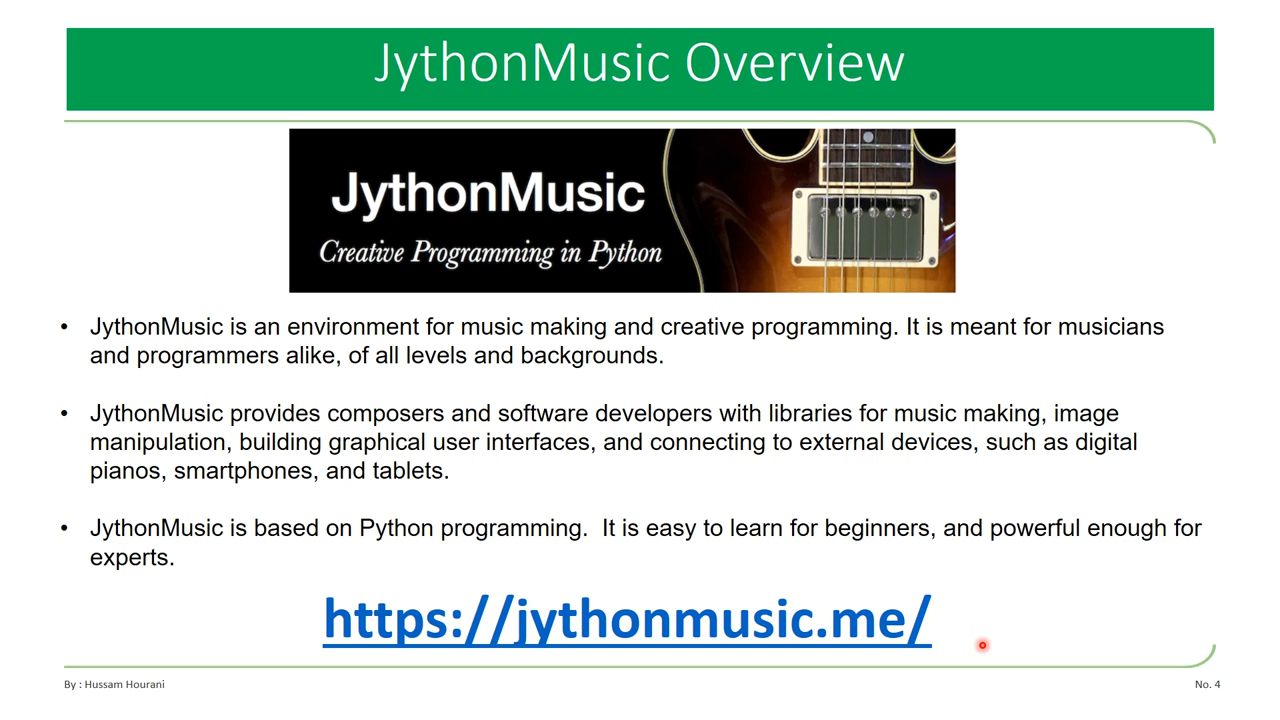 JythonMusic Overview
JythonMusic
Creative Programming in Python
• JythonMusic is an environment for music making and creative programming. It is meant for musicians
and programmers alike, of all levels and backgrounds.
• JythonMusic provides composers and software developers with libraries for music making, image
manipulation, building graphical user interfaces, and connecting to external devices, such as digital
pianos, smartphones, and tablets.
• JythonMusic is based on Python programming.  It is easy to learn for beginners, and powerful enough for
experts.
https://jythonmusic.me/
By : Hussam Hourani
No. 4